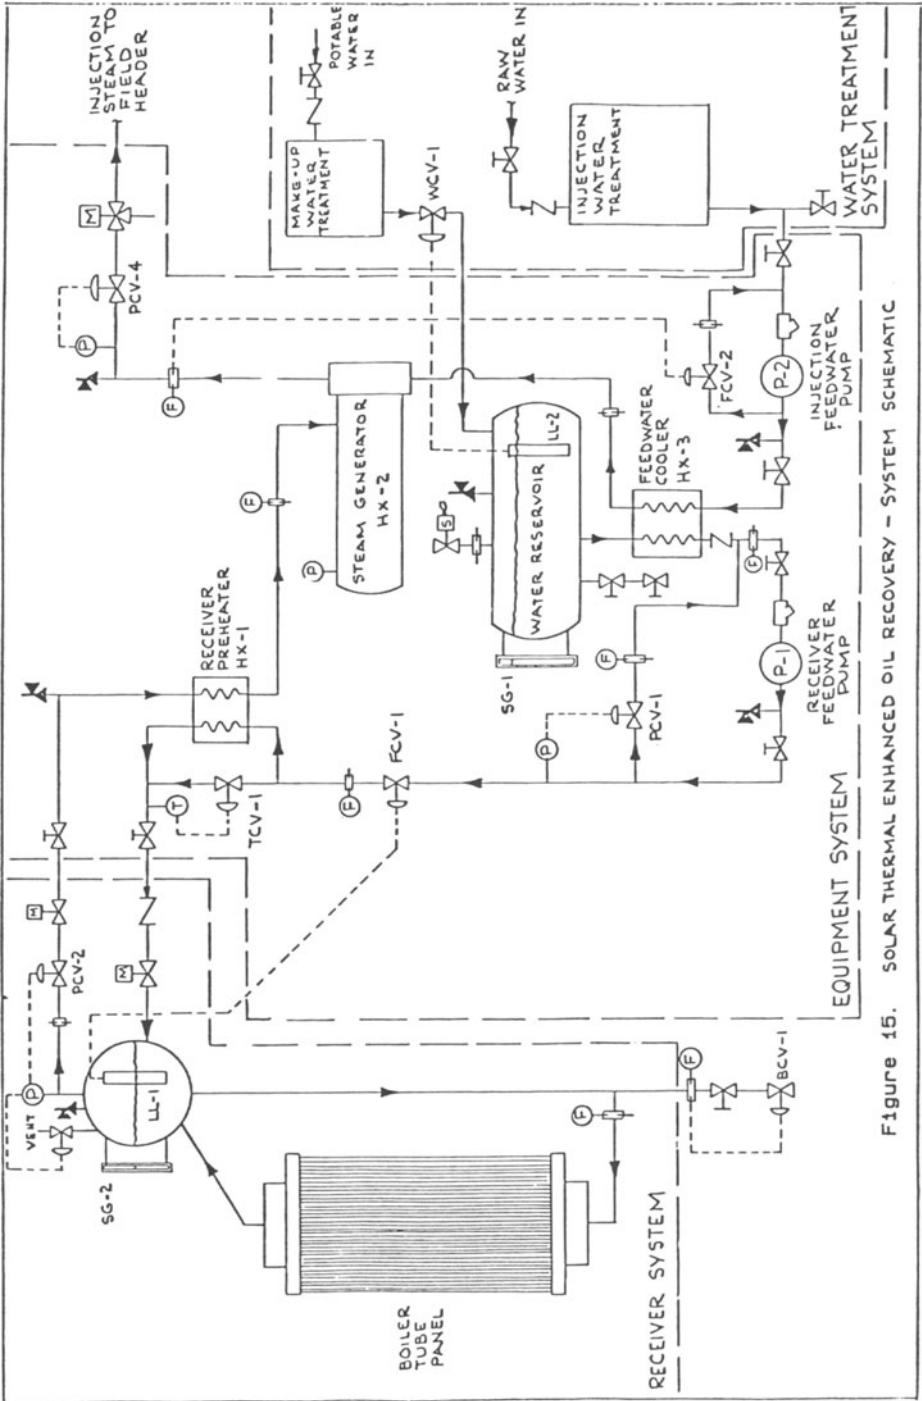 INJECTION
STEAM TO
FIELD
HEADER
M
PCV-4
P
F
POTABLE
WATER
IN
MAKE-UP
WATER
TREATMENT
WCV-1
RAW
WATER IN
INJECTION
WATER
TREATMENT
WATER TREATMENT
SYSTEM
STEAM GENERATOR
HX-2
P
F
WATER RESERVOIR
LL-2
S
SG-1
FEEDWATER
COOLER
HX-3
FCV-2
P-2
INJECTION
FEEDWATER
PUMP
F
P-1
RECEIVER
FEEDWATER
PUMP
RECEIVER
PREHEATER
HX-1
F
PCV-1
P
FCV-1
F
TCV-1
T
M
PCV-2
M
P
VENT
LL-1
SG-2
EQUIPMENT SYSTEM
F
F
BCV-1
BOILER
TUBE
PANEL
RECEIVER SYSTEM
Figure 15. SOLAR THERMAL ENHANCED OIL RECOVERY - SYSTEM SCHEMATIC